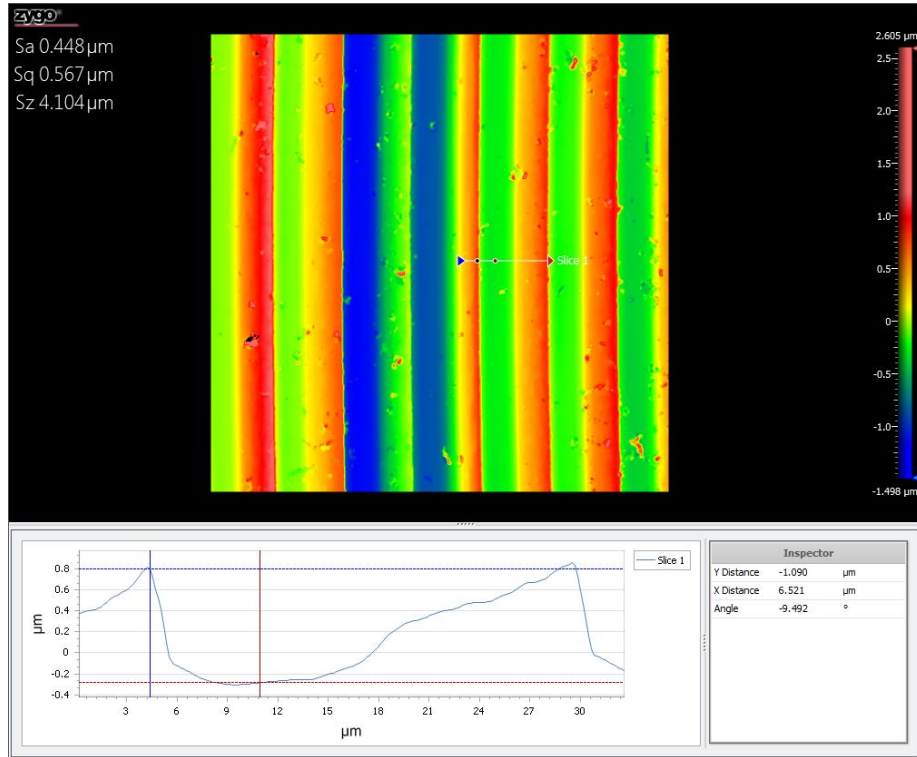 zygo®
Sa 0.448 µm
Sq 0.567 µm
Sz 4.104 µm
2.605 µm
2.5
2.0
1.5
1.0
0.5
0
-0.5
-1.0
-1.498 µm
Slice 1
0.8
0.6
0.4
0.2
0
-0.2
-0.4
µm
3 6 9 12 15 18 21 24 27 30
µm
Slice 1
Inspector
Y Distance -1.090 µm
X Distance 6.521 µm
Angle -9.492 °